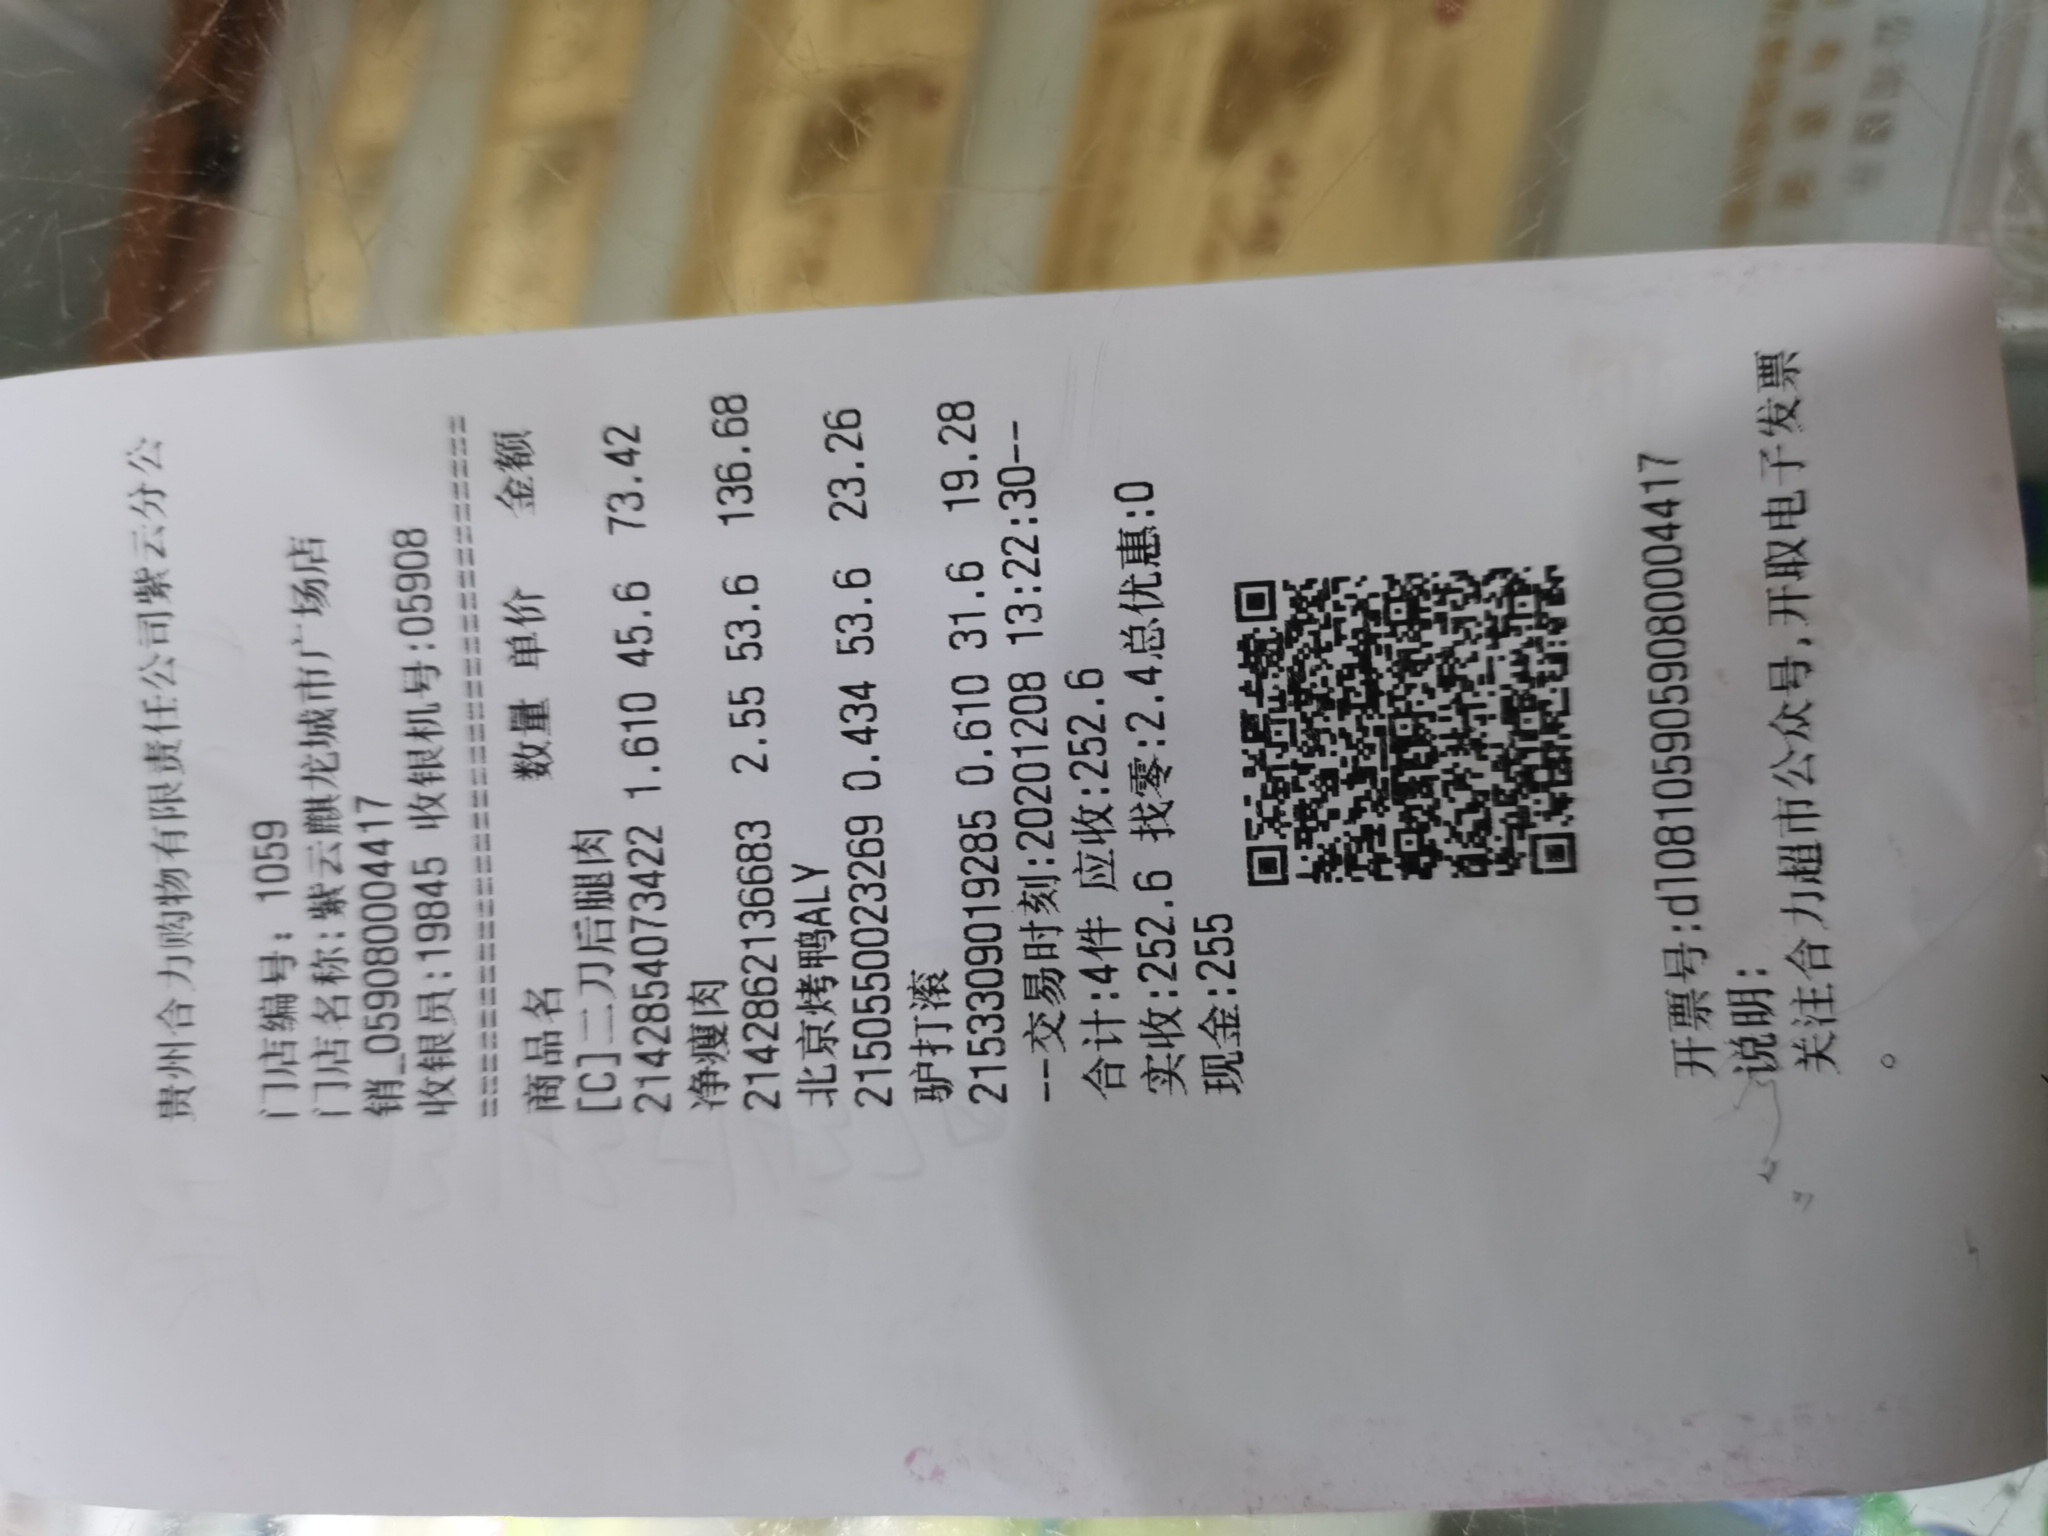 贵州合力购物有限责任公司紫云分公
门店编号: 1059
门店名称:紫云麒龙城市广场店
销_059080004417
收银员:19845 收银机号:05908
================================
商品名 数量 单价 金额
[C]二刀后腿肉
2142854073422 1.610 45.6 73.42
净瘦肉
2142862136683 2.55 53.6 136.68
北京烤鸭ALY
2150550023269 0.434 53.6 23.26
驴打滚
2153309019285 0.610 31.6 19.28
--交易时刻:20201208 13:22:30--
合计:4件 应收:252.6
实收:252.6 找零:2.4总优惠:0
现金:255
开票号:d108105905908000​04417
说明:
关注合力超市公众号,开取电子发票
。